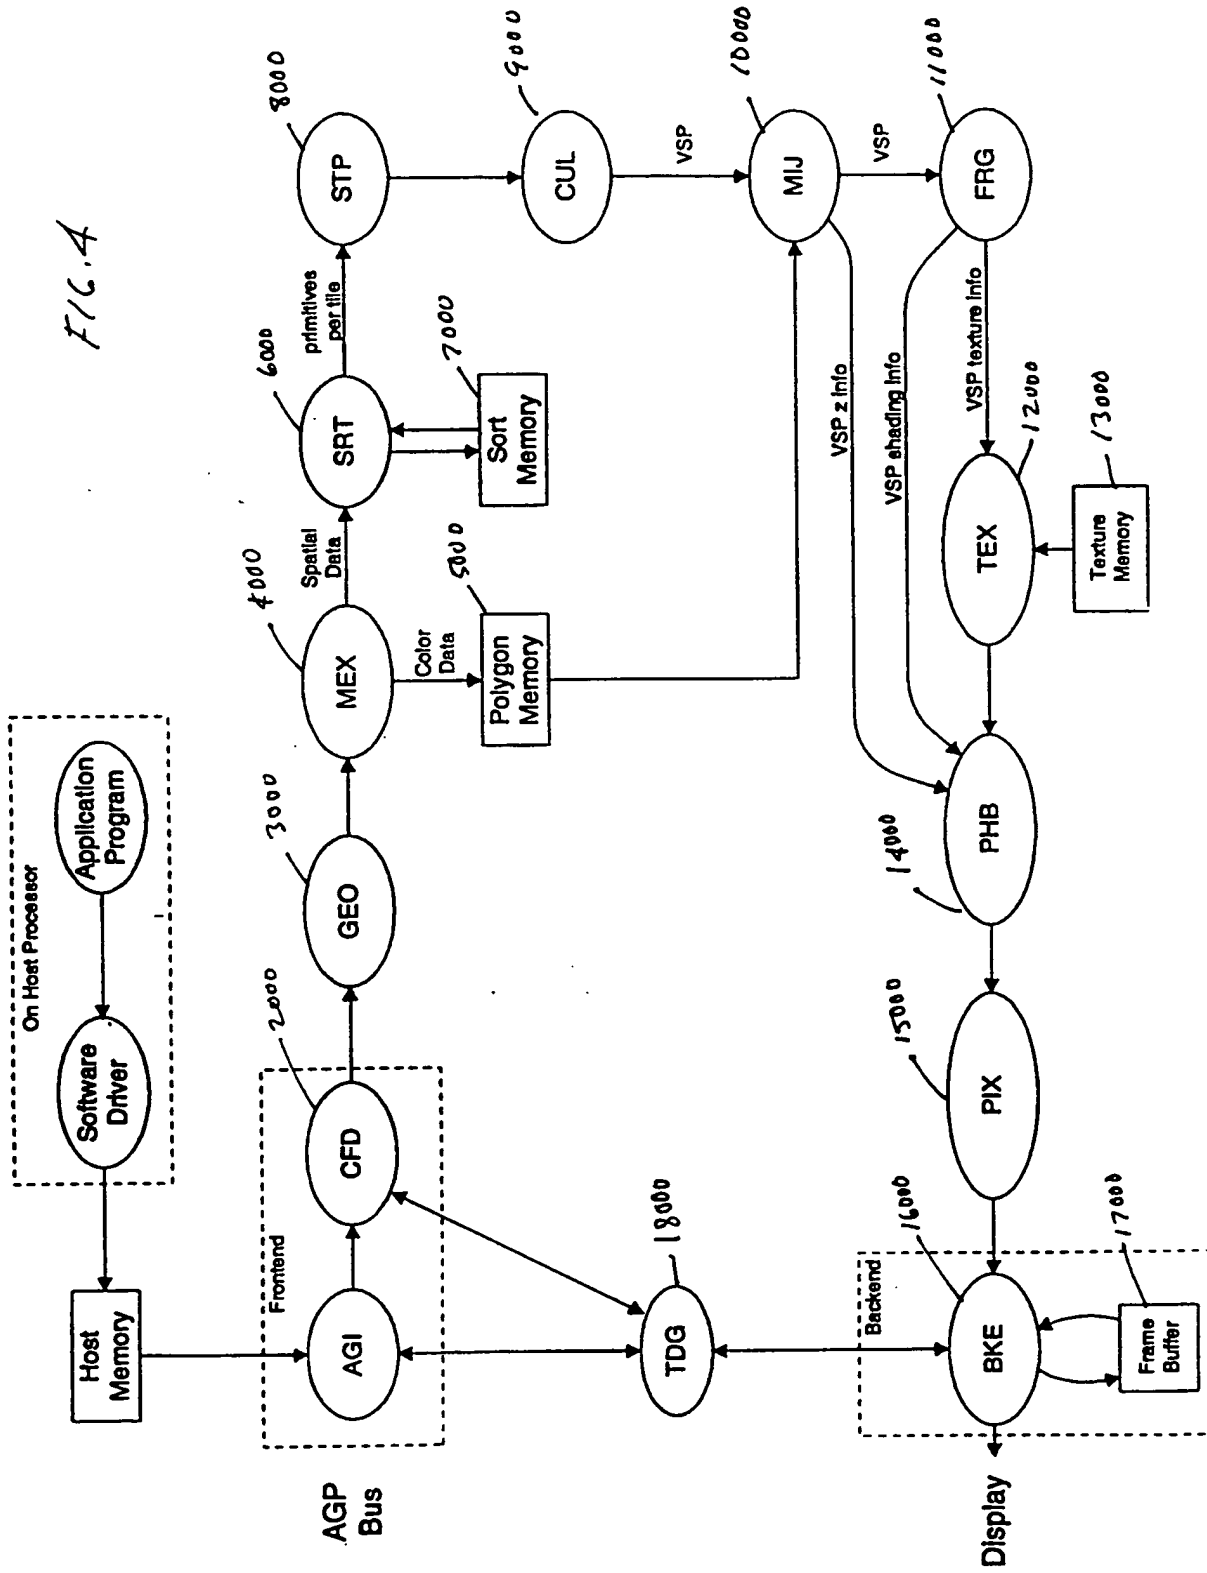 FIG. 4
On Host Processor
Application
Program
Software
Driver
Host
Memory
AGP
Bus
Frontend
AGI
CFD
2000
GEO
3000
MEX
4000
Spatial
Data
Color
Data
Polygon
Memory
5000
SRT
6000
Sort
Memory
7000
primitives
per tile
STP
8000
CUL
9000
VSP
MIJ
10000
VSP
FRG
11000
VSP z info
VSP shading info
VSP texture info
TEX
12000
Texture
Memory
13000
PHB
14000
PIX
15000
TDG
18000
Backend
BKE
16000
Frame
Buffer
17000
Display